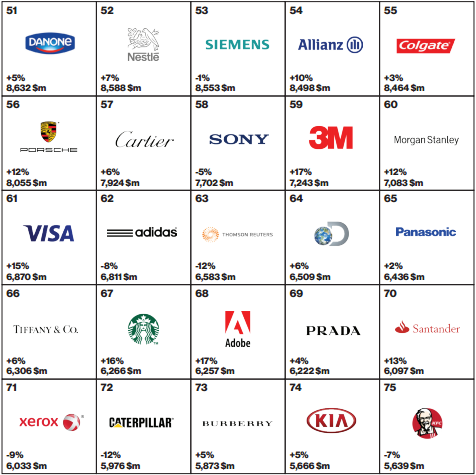 51
DANONE
+5%
8,632 $m
52
Nestlé
+7%
8,588 $m
53
SIEMENS
-1%
8,553 $m
54
Allianz
+10%
8,498 $m
55
Colgate
+3%
8,464 $m
56
PORSCHE
+12%
8,055 $m
57
Cartier
+6%
7,924 $m
58
SONY
-5%
7,702 $m
59
3M
+17%
7,243 $m
60
Morgan Stanley
+12%
7,083 $m
61
VISA
+15%
6,870 $m
62
adidas
-8%
6,811 $m
63
THOMSON REUTERS
-12%
6,583 $m
64
D
+6%
6,509 $m
65
Panasonic
+2%
6,436 $m
66
TIFFANY & CO.
+6%
6,306 $m
67
+16%
6,266 $m
68
Adobe
+17%
6,257 $m
69
PRADA
+4%
6,222 $m
70
Santander
+13%
6,097 $m
71
xerox
-9%
6,033 $m
72
CATERPILLAR
-12%
5,976 $m
73
BURBERRY
+5%
5,873 $m
74
KIA
+5%
5,666 $m
75
KFC
-7%
5,639 $m